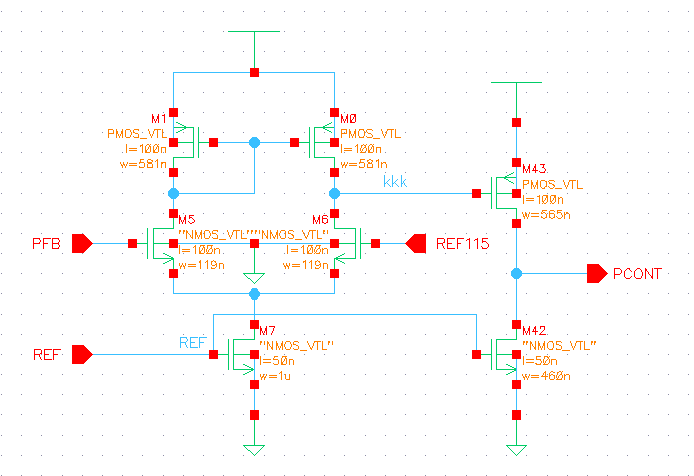 M1
PMOS_VTL
l=100n
w=581n
M0
PMOS_VTL
l=100n
w=581n
M43
PMOS_VTL
l=100n
w=565n
kkk
M5
"NMOS_VTL"
l=100n
w=119n
M6
"NMOS_VTL"
l=100n
w=119n
PFB
REF115
PCONT
REF
REF
M7
"NMOS_VTL"
l=50n
w=1u
M42
"NMOS_VTL"
l=50n
w=460n